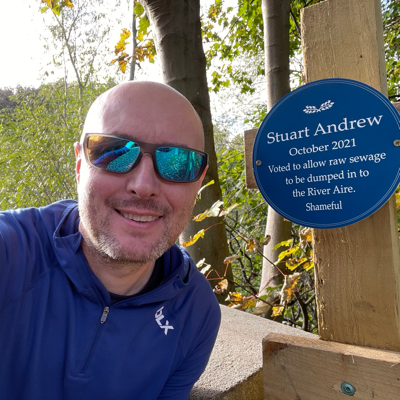 Stuart Andrew
October 2021
Voted to allow raw sewage
to be dumped in to
the River Aire.
Shameful